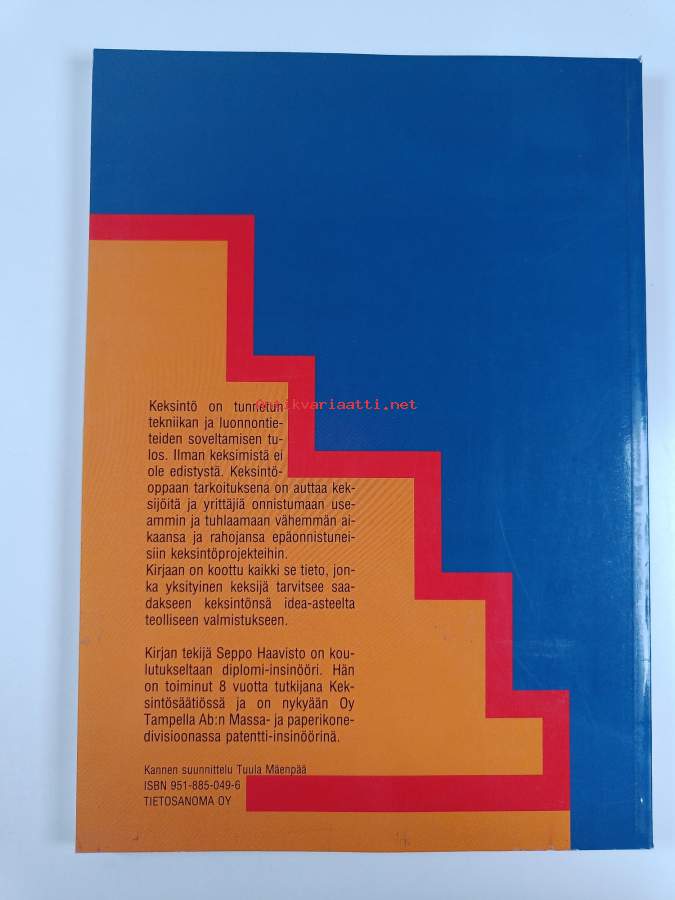 Keksintö on tunnetun
Antikvariaatti.net
tekniikan ja luonnontie-
teiden soveltamisen tu-
los. Ilman keksimistä ei
ole edistystä. Keksintö-
oppaan tarkoituksena on auttaa kek-
sijöitä ja yrittäjiä onnistumaan use-
ammin ja tuhlaamaan vähemmän ai-
kaansa ja rahojansa epäonnistunei-
siin keksintöprojekteihin.
Kirjaan on koottu kaikki se tieto, jon-
ka yksityinen keksijä tarvitsee saa-
dakseen keksintönsä idea-asteelta
teolliseen valmistukseen.
Kirjan tekijä Seppo Haavisto on kou-
lutukseltaan diplomi-insinööri. Hän
on toiminut 8 vuotta tutkijana Kek-
sintösäätiössä ja on nykyään Oy
Tampella Ab:n Massa- ja paperikone-
divisioonassa patentti-insinöörinä.
Kannen suunnittelu Tuula Mäenpää
ISBN 951-885-049-6
TIETOSANOMA OY